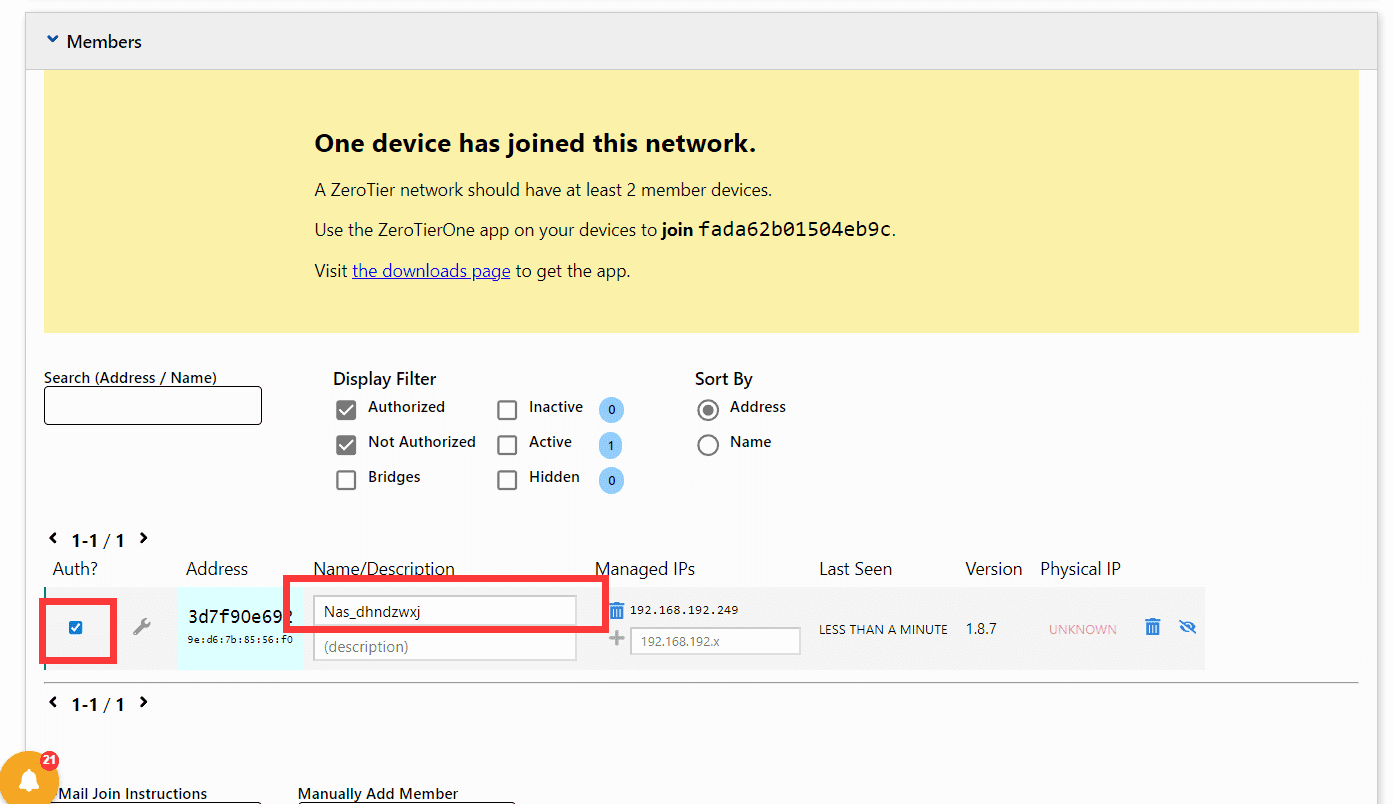 Members
One device has joined this network.
A ZeroTier network should have at least 2 member devices.
Use the ZeroTierOne app on your devices to join fada62b01504eb9c.
Visit the downloads page to get the app.
Search (Address / Name)
Display Filter
Sort By
Authorized
Inactive
0
Address
Not Authorized
Active
1
Name
Bridges
Hidden
0
1-1 / 1
Auth?
Address
Name/Description
Managed IPs
Last Seen
Version
Physical IP
3d7f90e692
9e:d6:7b:85:56:f0
Nas_dhndzwxj
(description)
192.168.192.249
192.168.192.x
LESS THAN A MINUTE
1.8.7
UNKNOWN
1-1 / 1
21
Mail Join Instructions
Manually Add Member